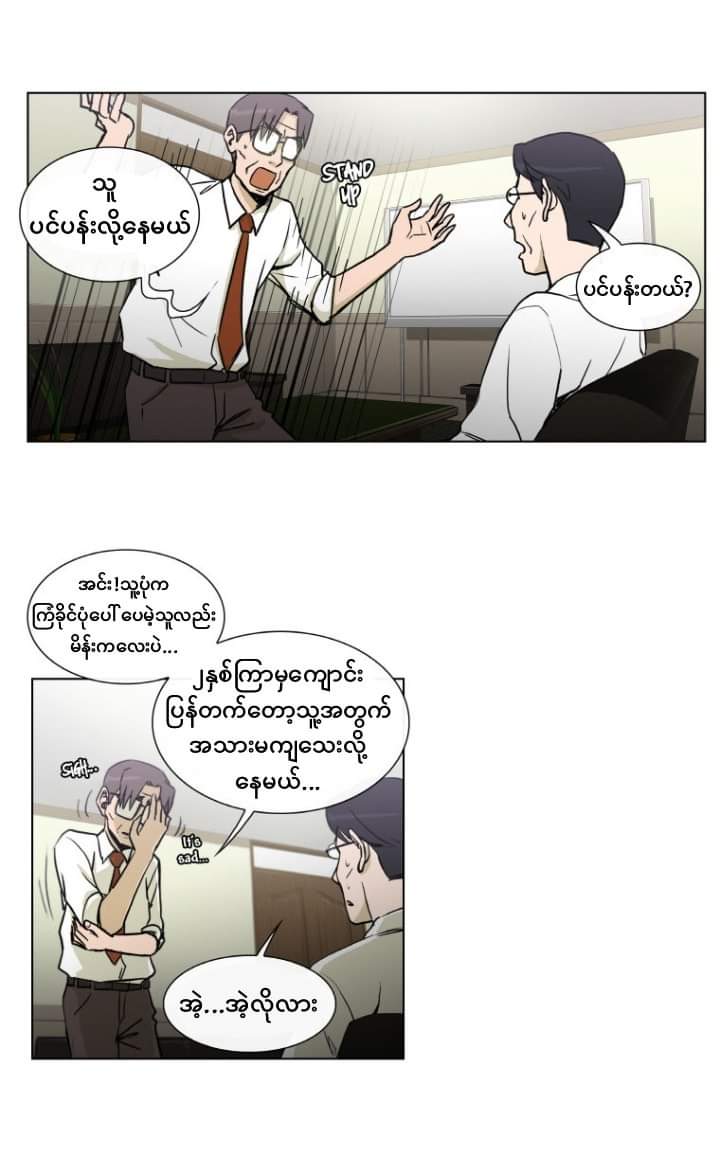 သူ
ပင်ပန်းလို့နေမယ်
STAND
UP
ပင်ပန်းတယ်?
အင်း!သူ့ပုံက
ကြံ့ခိုင်ပုံပေါ်ပေမဲ့သူလည်း
မိန်းကလေးပဲ...
၂နှစ်ကြာမှကျောင်း
ပြန်တက်တော့သူ့အတွက်
အသားမကျသေးလို့
နေမယ်...
SIGH...
It's
sad...
အဲ့...အဲ့လိုလား